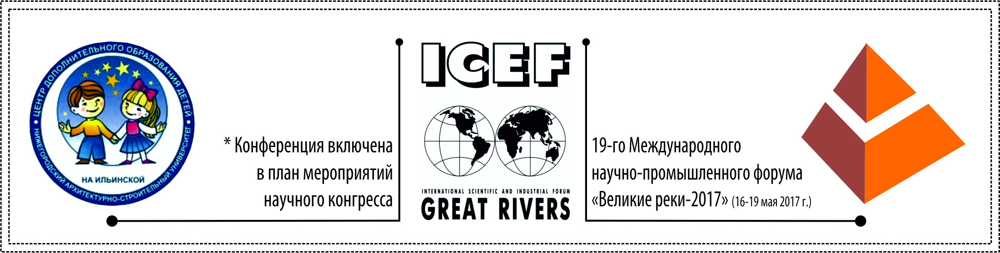 ЦЕНТР ДОПОЛНИТЕЛЬНОГО ОБРАЗОВАНИЯ ДЕТЕЙ
НИЖЕГОРОДСКИЙ АРХИТЕКТУРНО-СТРОИТЕЛЬНЫЙ УНИВЕРСИТЕТ
НА ИЛЬИНСКОЙ
* Конференция включена
в план мероприятий
научного конгресса
ICEF
INTERNATIONAL SCIENTIFIC AND INDUSTRIAL FORUM
GREAT RIVERS
19-го Международного
научно-промышленного форума
«Великие реки-2017» (16-19 мая 2017 г.)